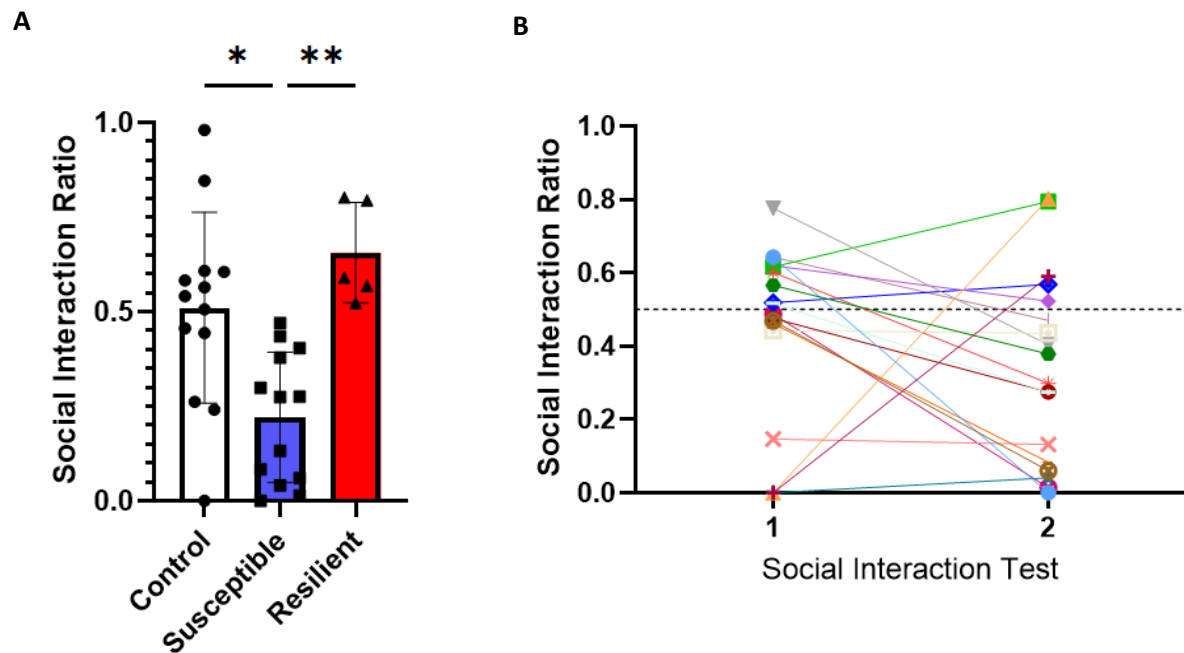 A
* **
Social Interaction Ratio
1.0
0.5
0.0
Control
Susceptible
Resilient
B
Social Interaction Ratio
1.0
0.8
0.6
0.4
0.2
0.0
1 2
Social Interaction Test